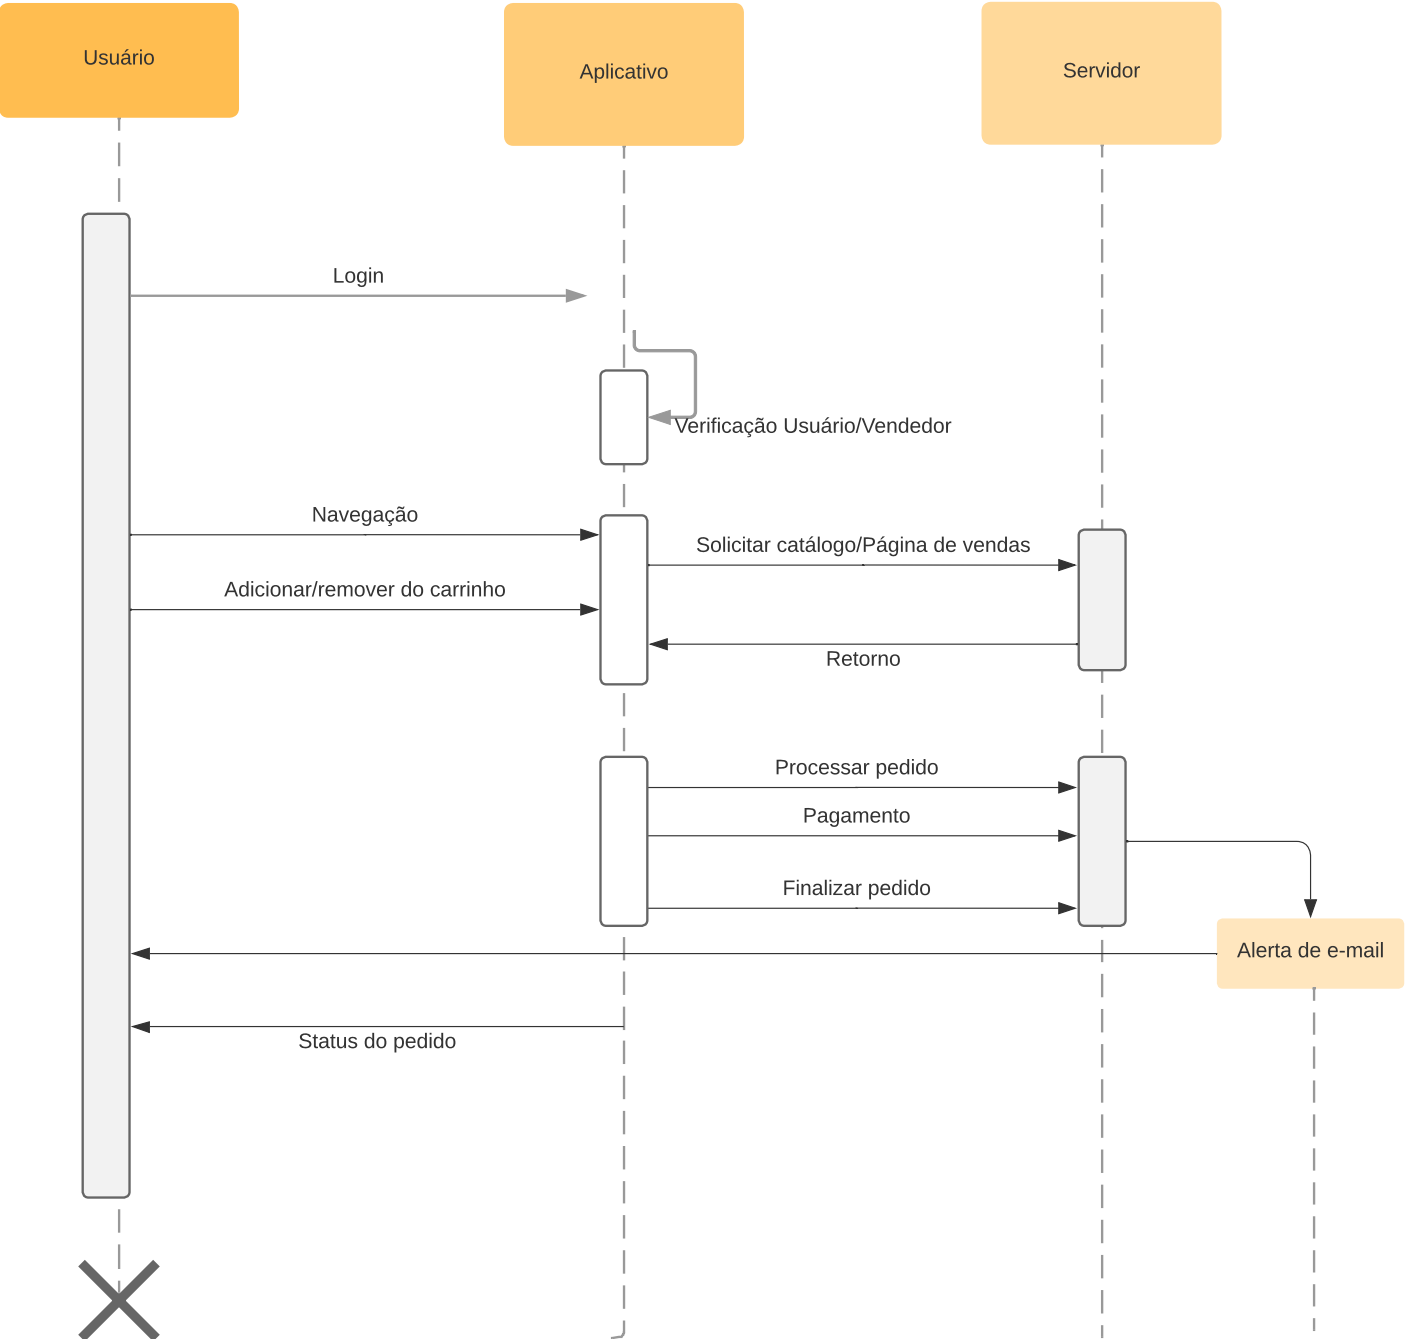 Usuário
Aplicativo
Servidor
Login
Verificação Usuário/Vendedor
Navegação
Solicitar catálogo/Página de vendas
Adicionar/remover do carrinho
Retorno
Processar pedido
Pagamento
Finalizar pedido
Alerta de e-mail
Status do pedido